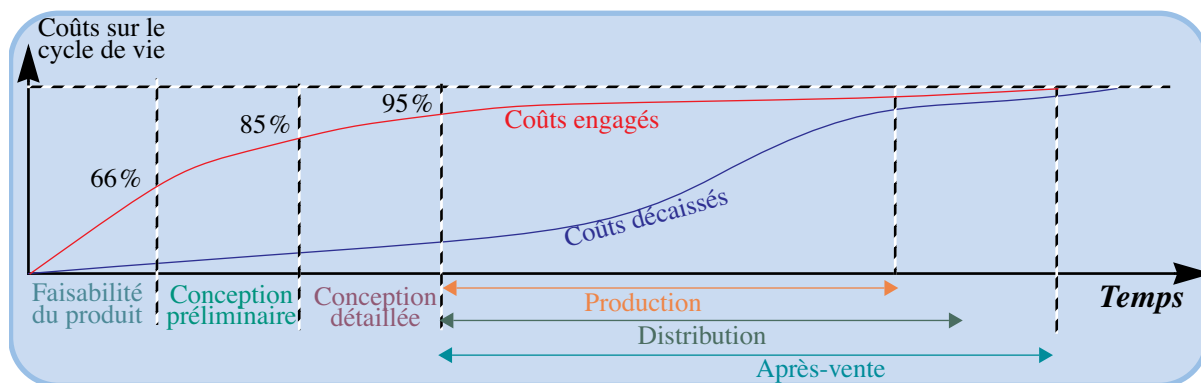 Coûts sur le
cycle de vie
95 %
85 %
66 %
Coûts engagés
Coûts décaissés
Faisabilité
du produit
Conception
préliminaire
Conception
détaillée
Production
Distribution
Après-vente
Temps